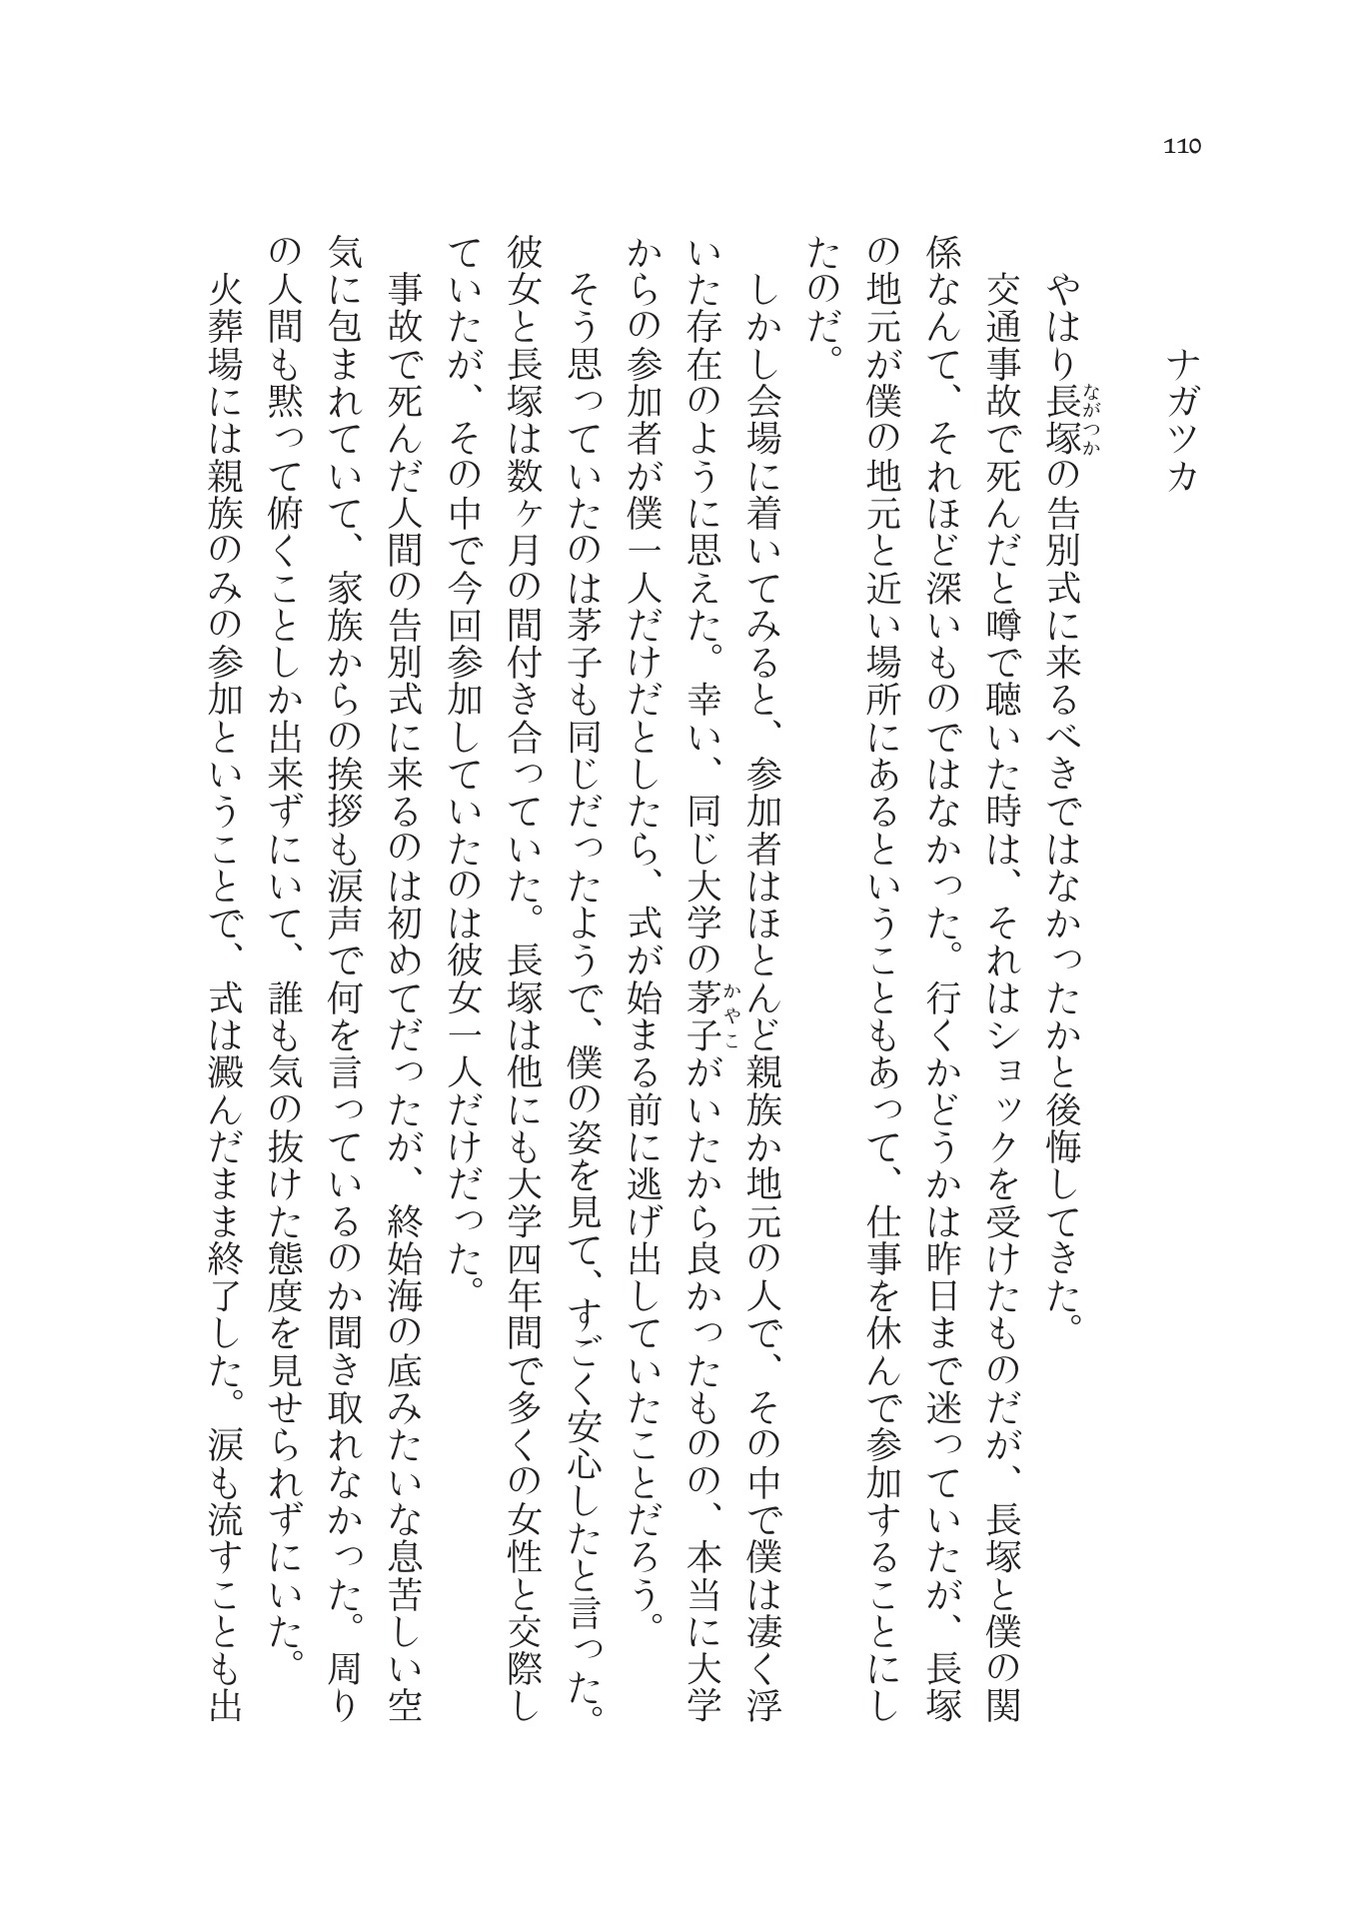 110
ナガツカ
やはり長塚の告別式に来るべきではなかったかと後悔してきた。
ながつか
交通事故で死んだと噂で聴いた時は、それはショックを受けたものだが、長塚と僕の関
係なんて、それほど深いものではなかった。行くかどうかは昨日まで迷っていたが、長塚
の地元が僕の地元と近い場所にあるということもあって、仕事を休んで参加することにし
たのだ。
しかし会場に着いてみると、参加者はほとんど親族か地元の人で、その中で僕は凄く浮
いた存在のように思えた。幸い、同じ大学の茅子がいたから良かったものの、本当に大学
かやこ
からの参加者が僕一人だけだとしたら、式が始まる前に逃げ出していたことだろう。
そう思っていたのは茅子も同じだったようで、僕の姿を見て、すごく安心したと言った。
彼女と長塚は数ヶ月の間付き合っていた。長塚は他にも大学四年間で多くの女性と交際し
ていたが、その中で今回参加していたのは彼女一人だけだった。
事故で死んだ人間の告別式に来るのは初めてだったが、終始海の底みたいな息苦しい空
気に包まれていて、家族からの挨拶も涙声で何を言っているのか聞き取れなかった。周り
の人間も黙って俯くことしか出来ずにいて、誰も気の抜けた態度を見せられずにいた。
火葬場には親族のみの参加ということで、式は澱んだまま終了した。涙も流すことも出